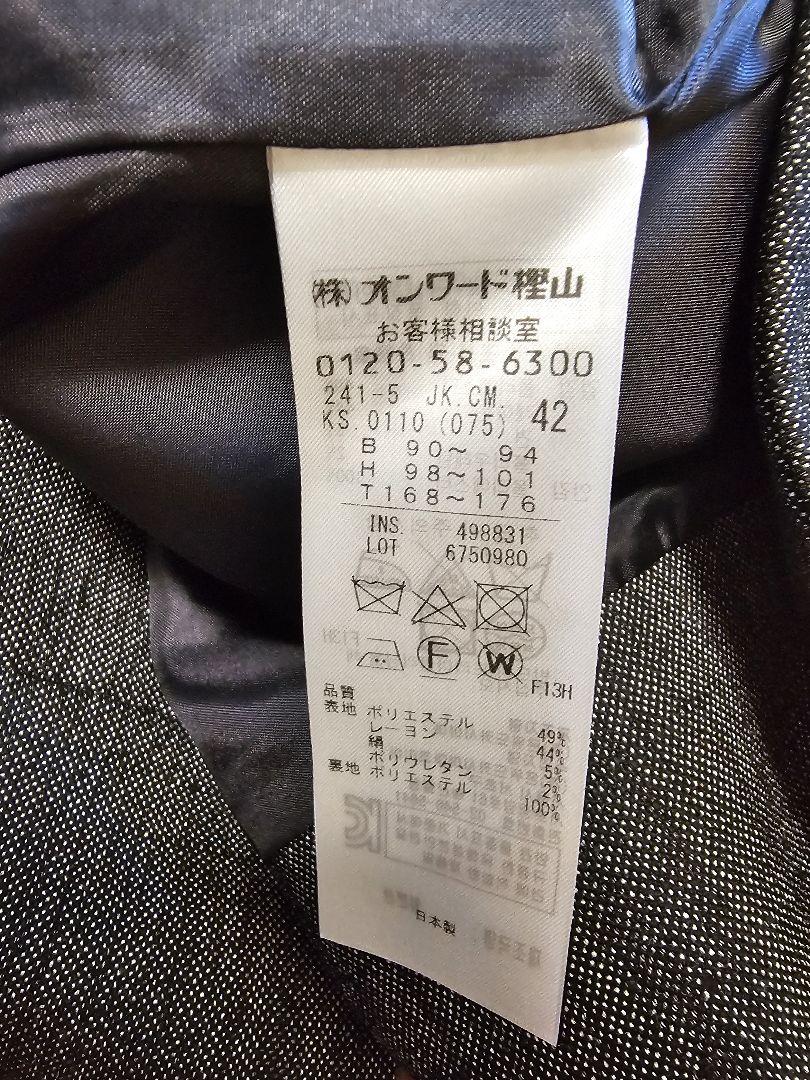 (株)オンワード樫山
お客様相談室
0120-58-6300
241-5 JK.CM.
KS.0110 (075) 42
B 90〜 94
H 98〜101
T168〜176
INS. 498831
LOT 6750980
F
W
F13H
品質
表地 ポリエステル 49%
レーヨン 44%
絹 5%
ポリウレタン 2%
裏地 ポリエステル 100%
日本製